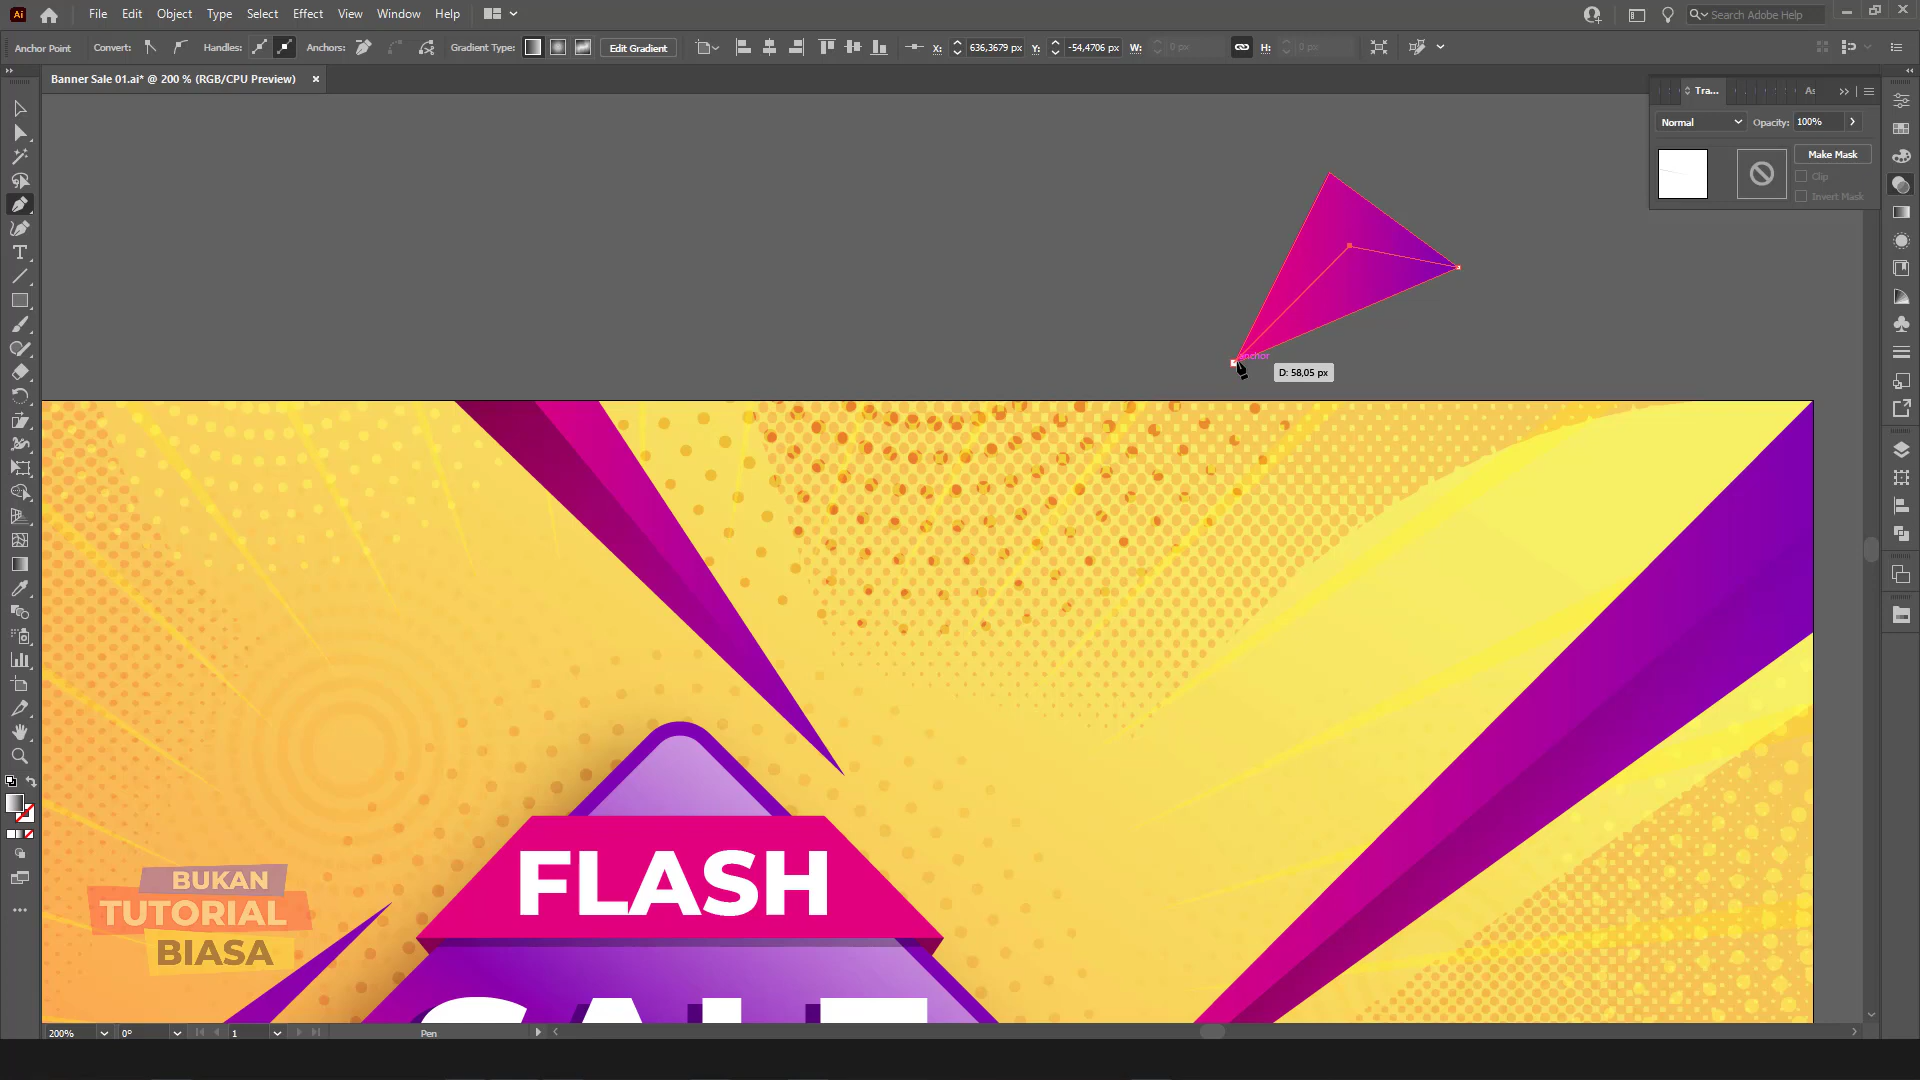 Ai File Edit Object Type Select Effect View Window Help Search Adobe Help
Anchor Point Convert: Handles: Anchors: Gradient Type: Edit Gradient X: 636,3679 px Y: -54,4706 px W: 0 px H: 0 px
Banner Sale 01.ai* @ 200 % (RGB/CPU Preview) ×
Tra... As
Normal Opacity: 100%
Make Mask
Clip
Invert Mask
anchor
D: 58,05 px
FLASH
BUKAN
TUTORIAL
BIASA
SALE
200% 0° 1 Pen